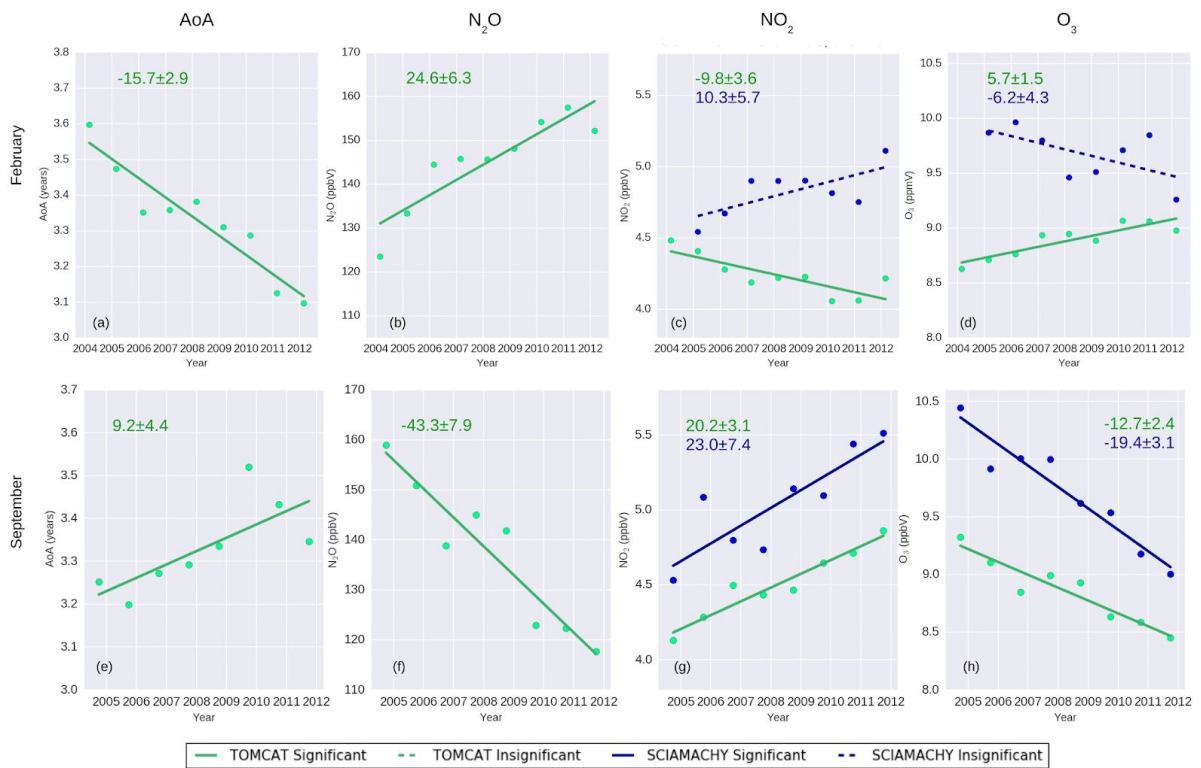 AoA N₂O NO₂ O₃
February
AoA (years)
3.8
3.7
3.6
3.5
3.4
3.3
3.2
3.1
3.0
-15.7±2.9
(a)
2004 2005 2006 2007 2008 2009 2010 2011 2012
Year
N₂O (ppbV)
170
160
150
140
130
120
110
24.6±6.3
(b)
2004 2005 2006 2007 2008 2009 2010 2011 2012
Year
NO₂ (ppbV)
5.5
5.0
4.5
4.0
-9.8±3.6
10.3±5.7
(c)
2004 2005 2006 2007 2008 2009 2010 2011 2012
Year
O₃ (ppmV)
10.5
10.0
9.5
9.0
8.5
8.0
5.7±1.5
-6.2±4.3
(d)
2004 2005 2006 2007 2008 2009 2010 2011 2012
Year
September
AoA (years)
3.7
3.6
3.5
3.4
3.3
3.2
3.1
3.0
9.2±4.4
(e)
2005 2006 2007 2008 2009 2010 2011 2012
Year
N₂O (ppbV)
170
160
150
140
130
120
110
-43.3±7.9
(f)
2005 2006 2007 2008 2009 2010 2011 2012
Year
NO₂ (ppbV)
5.5
5.0
4.5
4.0
20.2±3.1
23.0±7.4
(g)
2005 2006 2007 2008 2009 2010 2011 2012
Year
O₃ (ppbV)
10.5
10.0
9.5
9.0
8.5
8.0
-12.7±2.4
-19.4±3.1
(h)
2005 2006 2007 2008 2009 2010 2011 2012
Year
TOMCAT Significant TOMCAT Insignificant SCIAMACHY Significant SCIAMACHY Insignificant